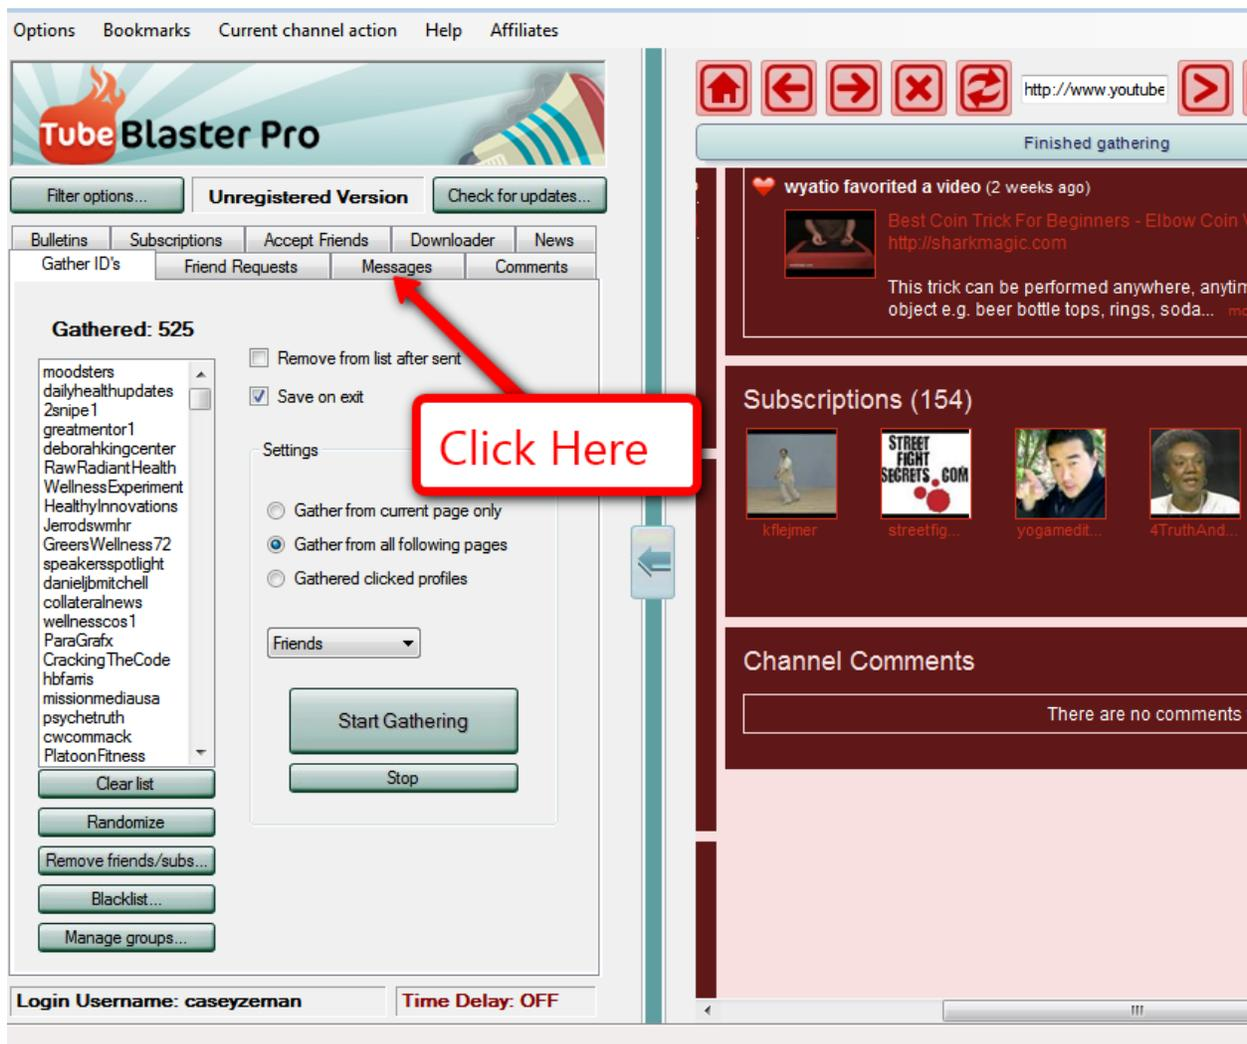 Options Bookmarks Current channel action Help Affiliates
Tube Blaster Pro
Filter options... Unregistered Version Check for updates...
Bulletins Subscriptions Accept Friends Downloader News
Gather ID's Friend Requests Messages Comments
Gathered: 525
moodsters
dailyhealthupdates
2snipe1
greatmentor1
deborahkingcenter
RawRadiantHealth
WellnessExperiment
HealthyInnovations
Jerrodswmhr
GreersWellness72
speakersspotlight
danieljbmitchell
collateralnews
wellnesscos1
ParaGrafx
CrackingTheCode
hbfarris
missionmediausa
psychetruth
cwcommack
PlatoonFitness
Clear list
Randomize
Remove friends/subs...
Blacklist...
Manage groups...
Remove from list after sent
Save on exit
Click Here
Settings
Gather from current page only
Gather from all following pages
Gathered clicked profiles
Friends
Start Gathering
Stop
Login Username: caseyzeman Time Delay: OFF
http://www.youtube
Finished gathering
wyatio favorited a video (2 weeks ago)
Best Coin Trick For Beginners - Elbow Coin
http://sharkmagic.com
This trick can be performed anywhere, anytim
object e.g. beer bottle tops, rings, soda... mo
Subscriptions (154)
STREET
FIGHT
SECRETS.COM
kflejmer streetfig... yogamedit... 4TruthAnd...
Channel Comments
There are no comments